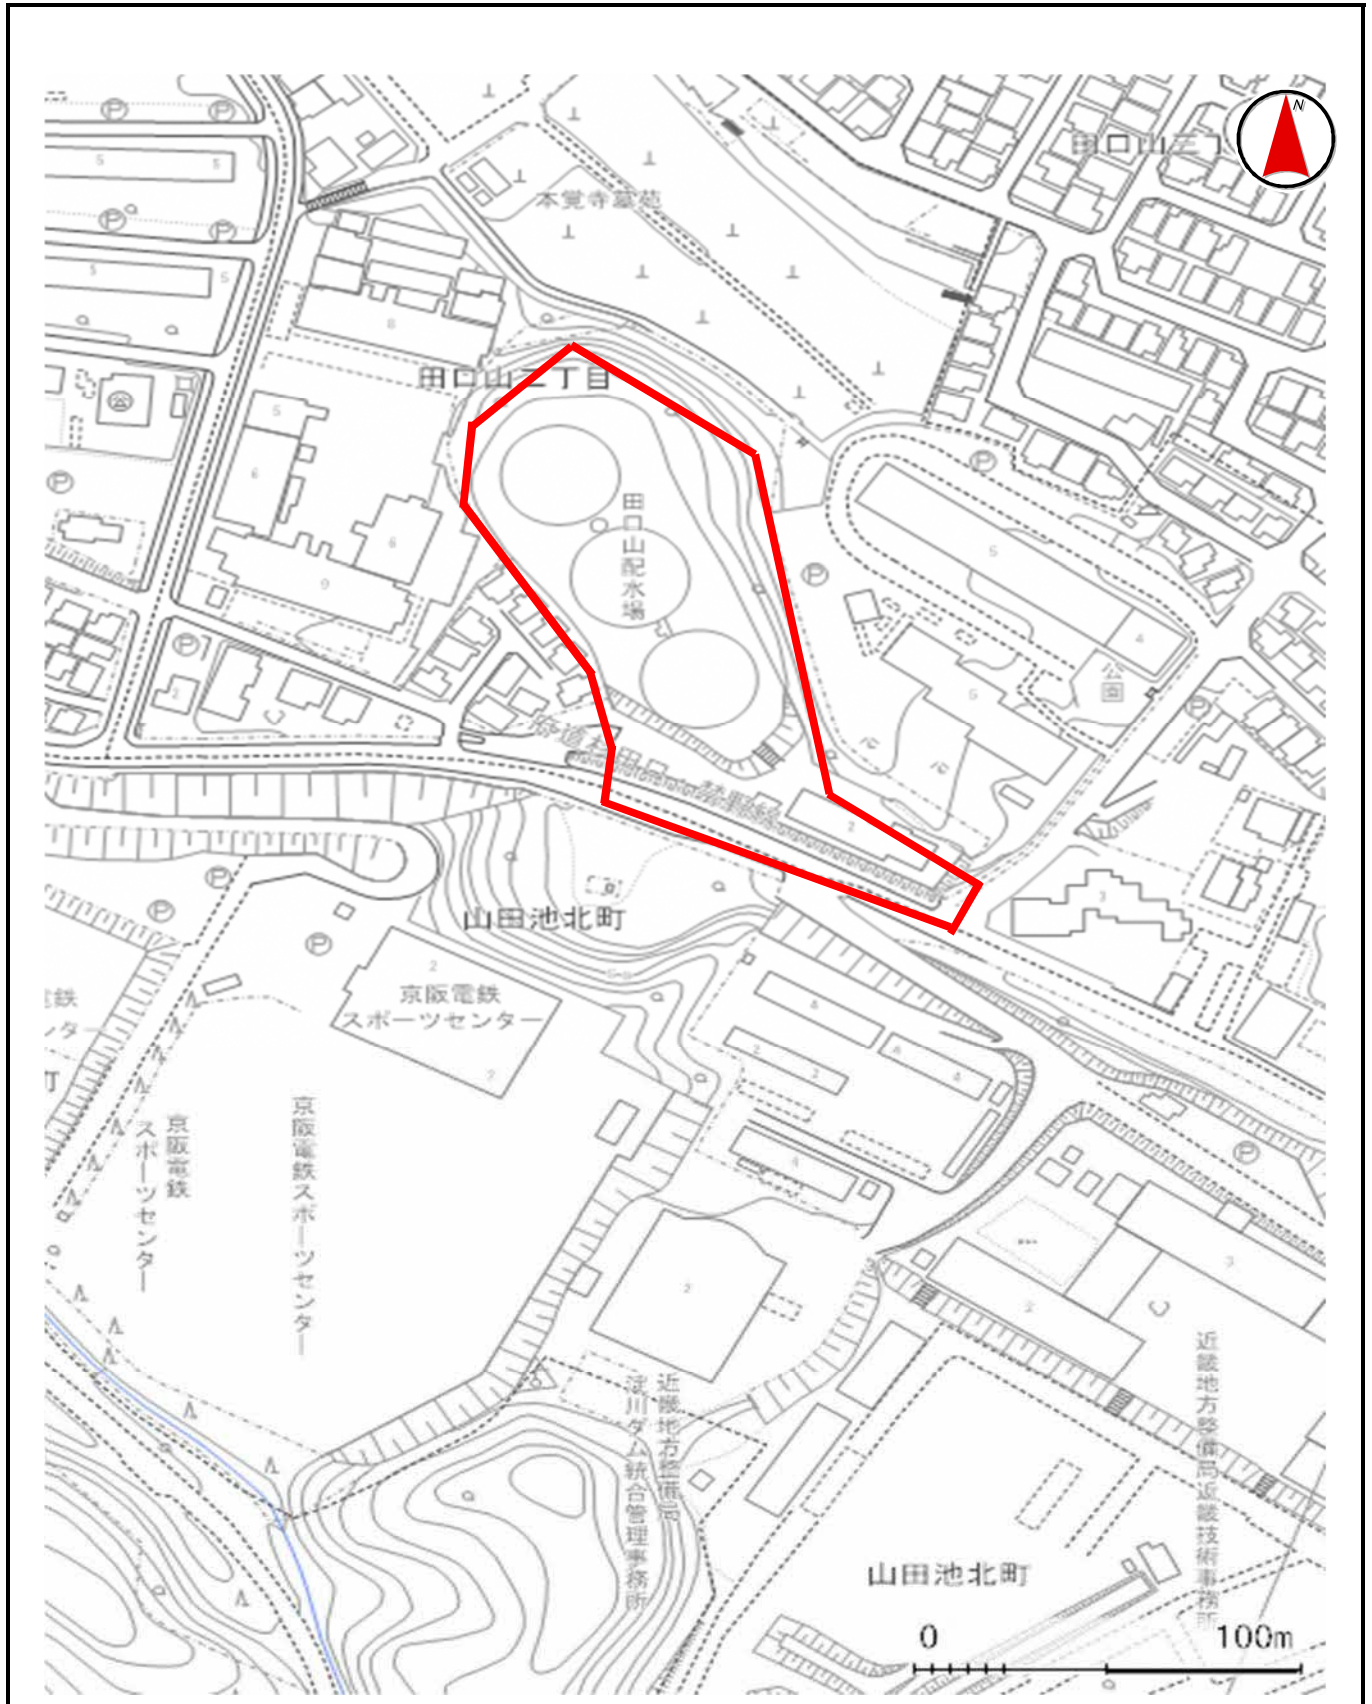 N
田口山三丁
本覚寺墓苑
田口山二丁目
田口山配水場
公園
山田池北町
京阪電鉄
スポーツセンター
京阪電鉄
スポーツセンター
京阪電鉄スポーツセンター
近畿地方整備局
淀川ダム統合管理事務所
近畿地方整備局近畿技術事務所
山田池北町
0 100m